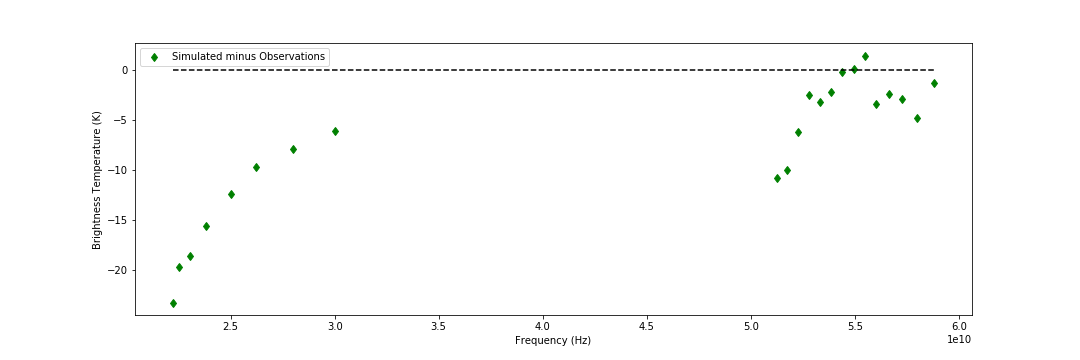 Simulated minus Observations
Brightness Temperature (K)
0
−5
−10
−15
−20
2.5 3.0 3.5 4.0 4.5 5.0 5.5 6.0
1e10
Frequency (Hz)